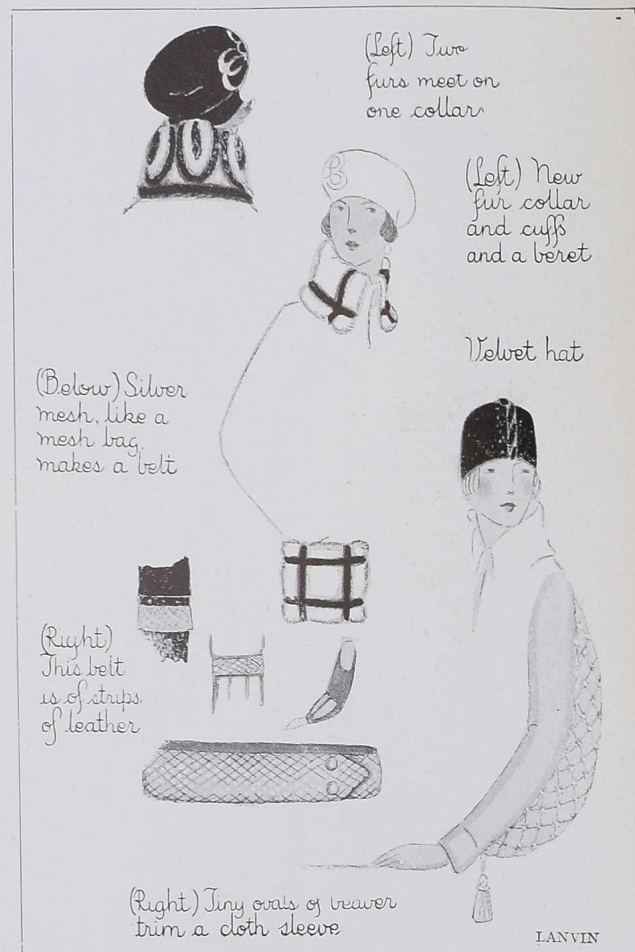 (Left) Two
furs meet on
one collar
(Left) New
fur collar
and cuffs
and a beret
B
Velvet hat
(Below) Silver
mesh, like a
mesh bag,
makes a belt
(Right)
This belt
is of strips
of leather
(Right) Tiny ovals of beaver
trim a cloth sleeve
LANVIN